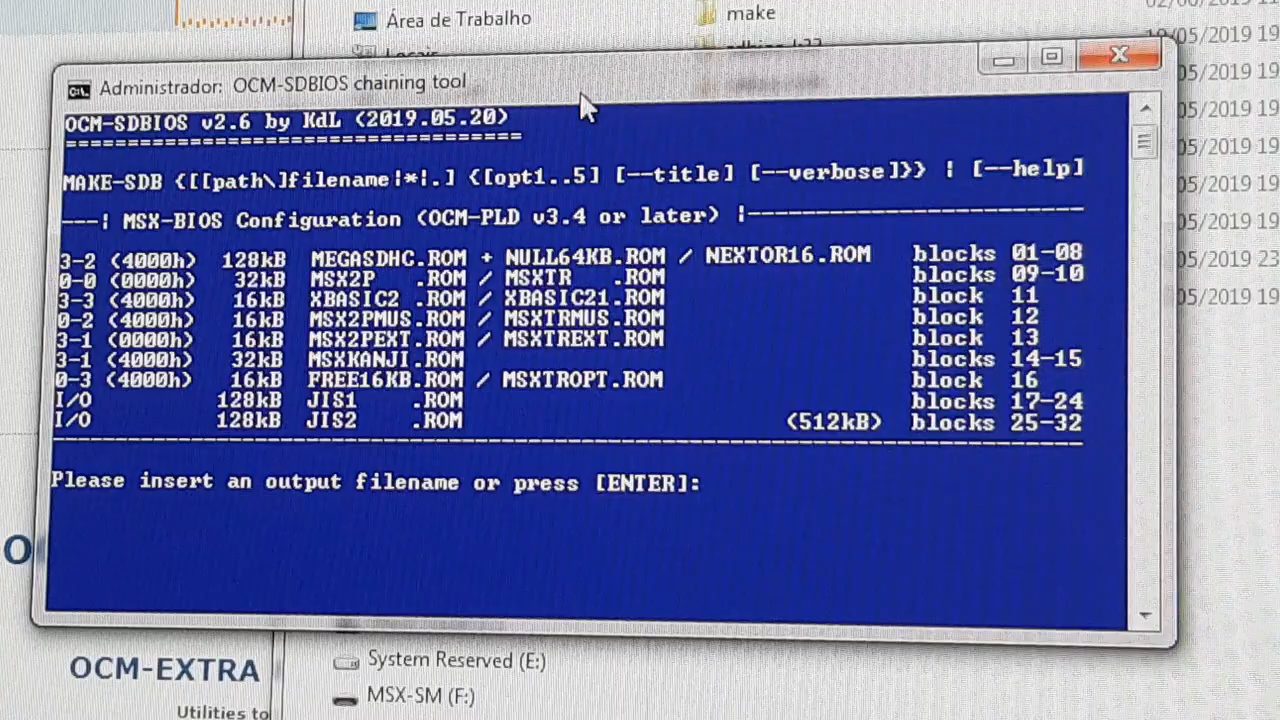 Área de Trabalho
make
Locais
02/06/2019 1
19/05/2019 19
Administrador: OCM-SDBIOS chaining tool
05/2019 19
OCM-SDBIOS v2.6 by KdL (2019.05.20)
===================================
05/2019 19
MAKE-SDB {[[path\]filename¦*¦.] {[opt1..5] [--title] [--verbose]}} ¦ [--help]
05/2019 19
---¦ MSX-BIOS Configuration (OCM-PLD v3.4 or later) ¦--------------------------------
05/2019 19
3-2 (4000h) 128kB MEGASDHC.ROM + NULL64KB.ROM / NEXTOR16.ROM blocks 01-08
05/2019 23
0-0 (0000h) 32kB MSX2P .ROM / MSXTR .ROM blocks 09-10
3-3 (4000h) 16kB XBASIC2 .ROM / XBASIC21.ROM block 11
05/2019 19
0-2 (4000h) 16kB MSX2PMUS.ROM / MSXTRMUS.ROM block 12
3-1 (0000h) 16kB MSX2PEXT.ROM / MSXTREXT.ROM block 13
3-1 (4000h) 32kB MSXKANJI.ROM blocks 14-15
0-3 (4000h) 16kB FREE16KB.ROM / MSXTROPT.ROM block 16
I/O 128kB JIS1 .ROM blocks 17-24
I/O 128kB JIS2 .ROM (512kB) blocks 25-32
Please insert an output filename or press [ENTER]:
OCM-EXTRA
System Reserved (E:)
MSX-SM (F:)
Utilities to